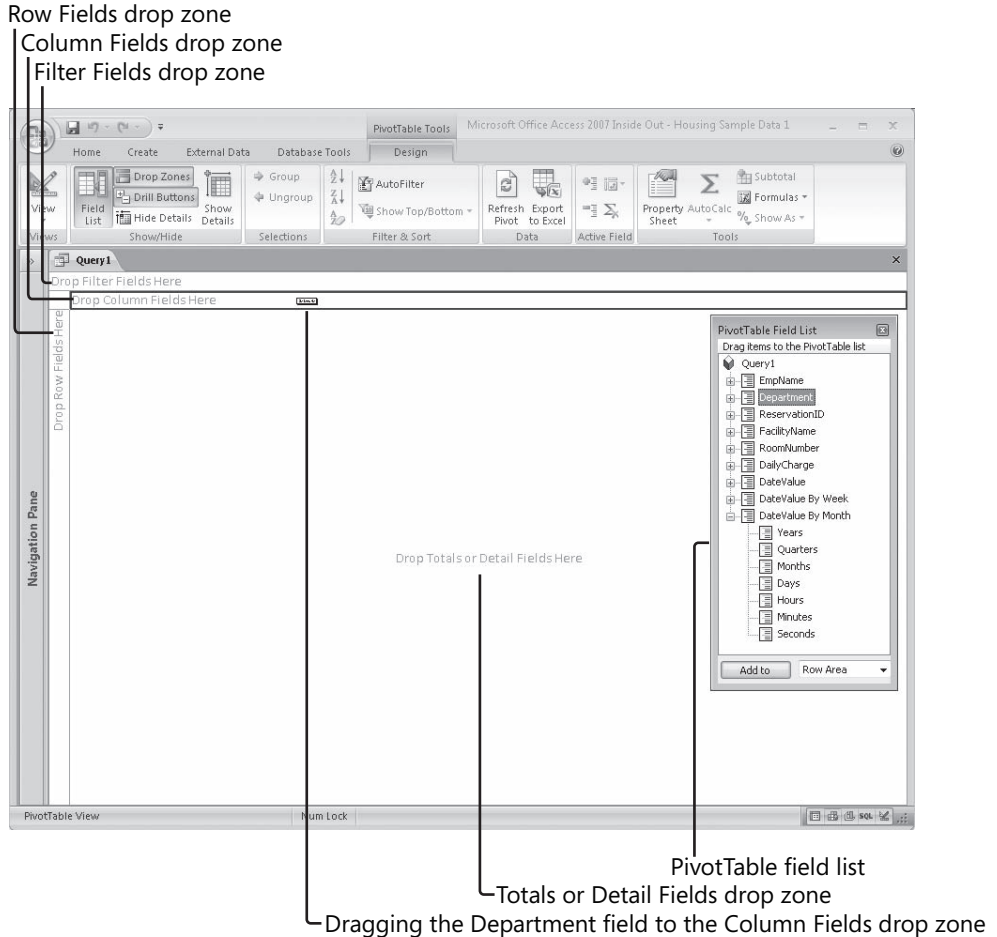 Row Fields drop zone
Column Fields drop zone
Filter Fields drop zone
PivotTable Tools
Microsoft Office Access 2007 Inside Out - Housing Sample Data 1
Home Create External Data Database Tools Design
View
Views
Field List
Drop Zones
Drill Buttons
Hide Details
Show Details
Show/Hide
Group
Ungroup
Selections
AutoFilter
Show Top/Bottom
Filter & Sort
Refresh Pivot
Export to Excel
Data
Active Field
Property Sheet
AutoCalc
Subtotal
Formulas
Show As
Tools
Query1
Drop Filter Fields Here
Drop Column Fields Here
Drop Row Fields Here
Navigation Pane
Drop Totals or Detail Fields Here
PivotTable Field List
Drag items to the PivotTable list
Query1
EmpName
Department
ReservationID
FacilityName
RoomNumber
DailyCharge
DateValue
DateValue By Week
DateValue By Month
Years
Quarters
Months
Days
Hours
Minutes
Seconds
Add to
Row Area
PivotTable View
Num Lock
SQL
PivotTable field list
Totals or Detail Fields drop zone
Dragging the Department field to the Column Fields drop zone